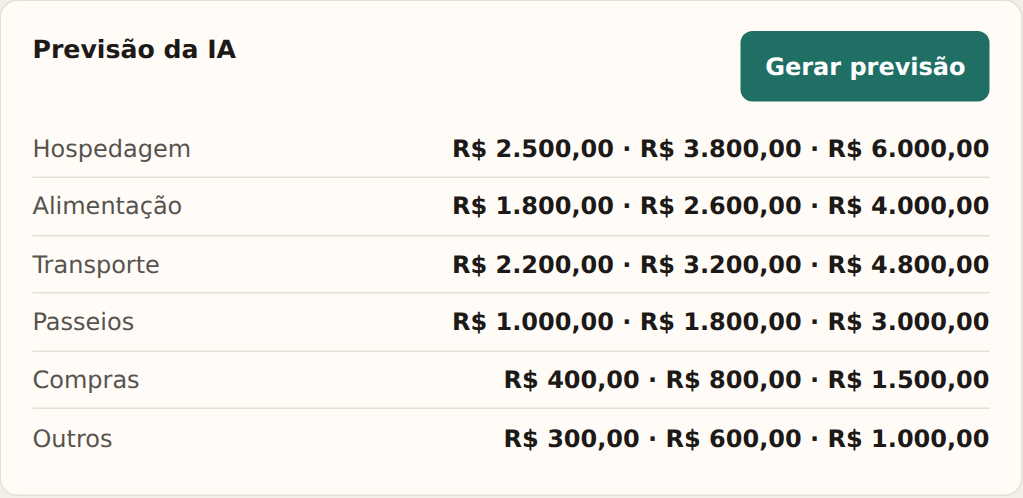 Previsão da IA
Gerar previsão
Hospedagem R$ 2.500,00 · R$ 3.800,00 · R$ 6.000,00
Alimentação R$ 1.800,00 · R$ 2.600,00 · R$ 4.000,00
Transporte R$ 2.200,00 · R$ 3.200,00 · R$ 4.800,00
Passeios R$ 1.000,00 · R$ 1.800,00 · R$ 3.000,00
Compras R$ 400,00 · R$ 800,00 · R$ 1.500,00
Outros R$ 300,00 · R$ 600,00 · R$ 1.000,00